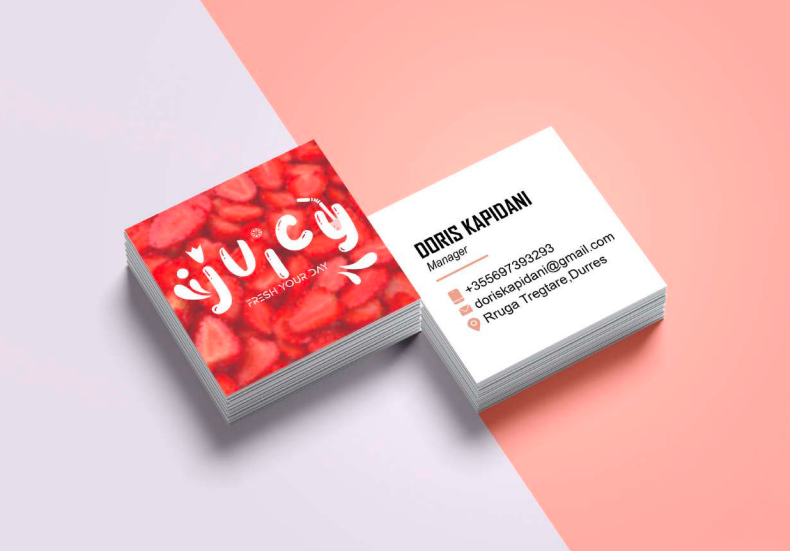 Juicy
FRESH YOUR DAY
DORIS KAPIDANI
Manager
+355697393293
doriskapidani@gmail.com
Rruga Tregtare,Durres